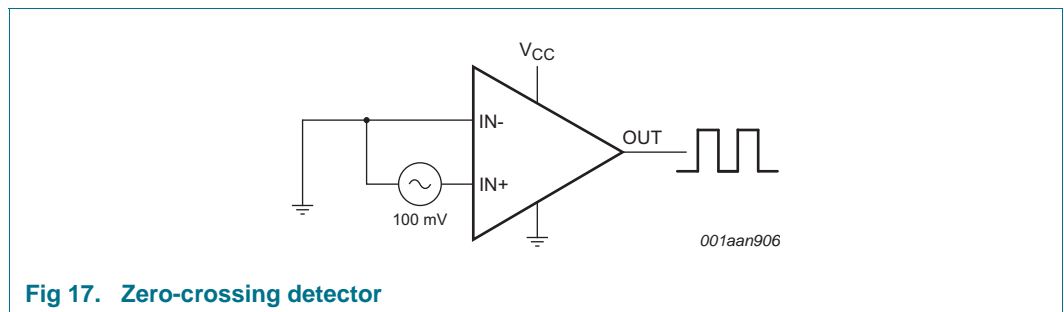 VCC
IN-
OUT
IN+
100 mV
001aan906
Fig 17. Zero-crossing detector